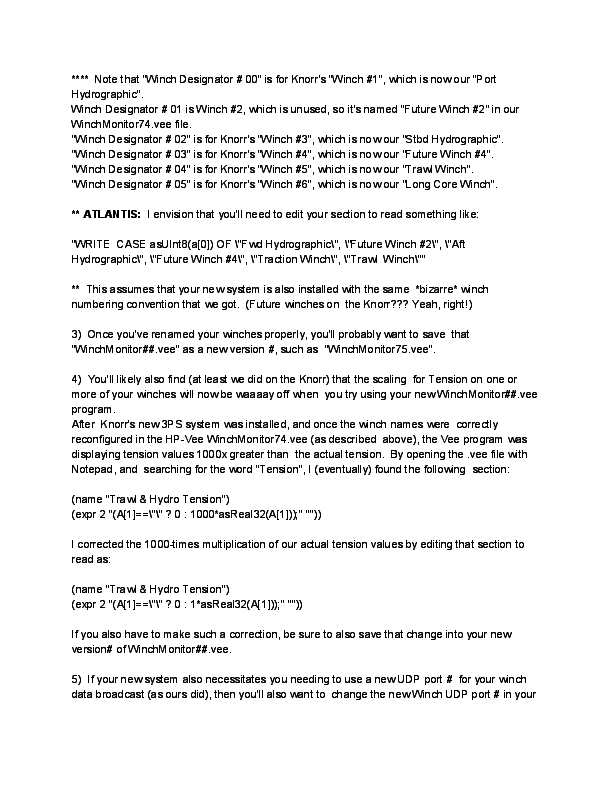 **** Note that "Winch Designator # 00" is for Knorr's "Winch #1", which is now our "Port
Hydrographic".
Winch Designator # 01 is Winch #2, which is unused, so it's named "Future Winch #2" in our
WinchMonitor74.vee file.
"Winch Designator # 02" is for Knorr's "Winch #3", which is now our "Stbd Hydrographic".
"Winch Designator # 03" is for Knorr's "Winch #4", which is now our "Future Winch #4".
"Winch Designator # 04" is for Knorr's "Winch #5", which is now our "Trawl Winch".
"Winch Designator # 05" is for Knorr's "Winch #6", which is now our "Long Core Winch".
** ATLANTIS: I envision that you'll need to edit your section to read something like:
"WRITE CASE asUInt8(a[0]) OF \"Fwd Hydrographic\", \"Future Winch #2\", \"Aft
Hydrographic\", \"Future Winch #4\", \"Traction Winch\", \"Trawl Winch\""
** This assumes that your new system is also installed with the same *bizarre* winch
numbering convention that we got. (Future winches on the Knorr??? Yeah, right!)
3) Once you've renamed your winches properly, you'll probably want to save that
"WinchMonitor##.vee" as a new version #, such as "WinchMonitor75.vee".
4) You'll likely also find (at least we did on the Knorr) that the scaling for Tension on one or
more of your winches will now be waaaay off when you try using your new WinchMonitor##.vee
program.
After Knorr's new 3PS system was installed, and once the winch names were correctly
reconfigured in the HP-Vee WinchMonitor74.vee (as described above), the Vee program was
displaying tension values 1000x greater than the actual tension. By opening the .vee file with
Notepad, and searching for the word "Tension", I (eventually) found the following section:
(name "Trawl & Hydro Tension")
(expr 2 "(A[1]==\"\" ? 0 : 1000*asReal32(A[1]));" ""))
I corrected the 1000-times multiplication of our actual tension values by editing that section to
read as:
(name "Trawl & Hydro Tension")
(expr 2 "(A[1]==\"\" ? 0 : 1*asReal32(A[1]));" ""))
If you also have to make such a correction, be sure to also save that change into your new
version# of WinchMonitor##.vee.
5) If your new system also necessitates you needing to use a new UDP port # for your winch
data broadcast (as ours did), then you'll also want to change the new Winch UDP port # in your